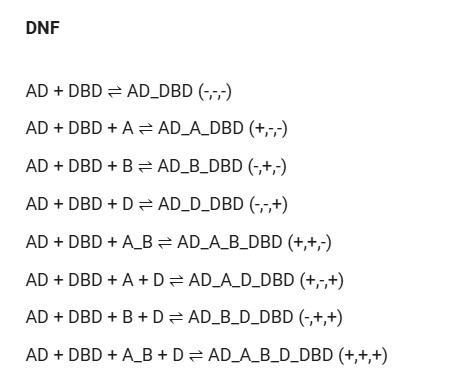 DNF
AD + DBD ⇌ AD_DBD (-,-,-)
AD + DBD + A ⇌ AD_A_DBD (+,-,-)
AD + DBD + B ⇌ AD_B_DBD (-,+,-)
AD + DBD + D ⇌ AD_D_DBD (-,-,+)
AD + DBD + A_B ⇌ AD_A_B_DBD (+,+,-)
AD + DBD + A + D ⇌ AD_A_D_DBD (+,-,+)
AD + DBD + B + D ⇌ AD_B_D_DBD (-,+,+)
AD + DBD + A_B + D ⇌ AD_A_B_D_DBD (+,+,+)